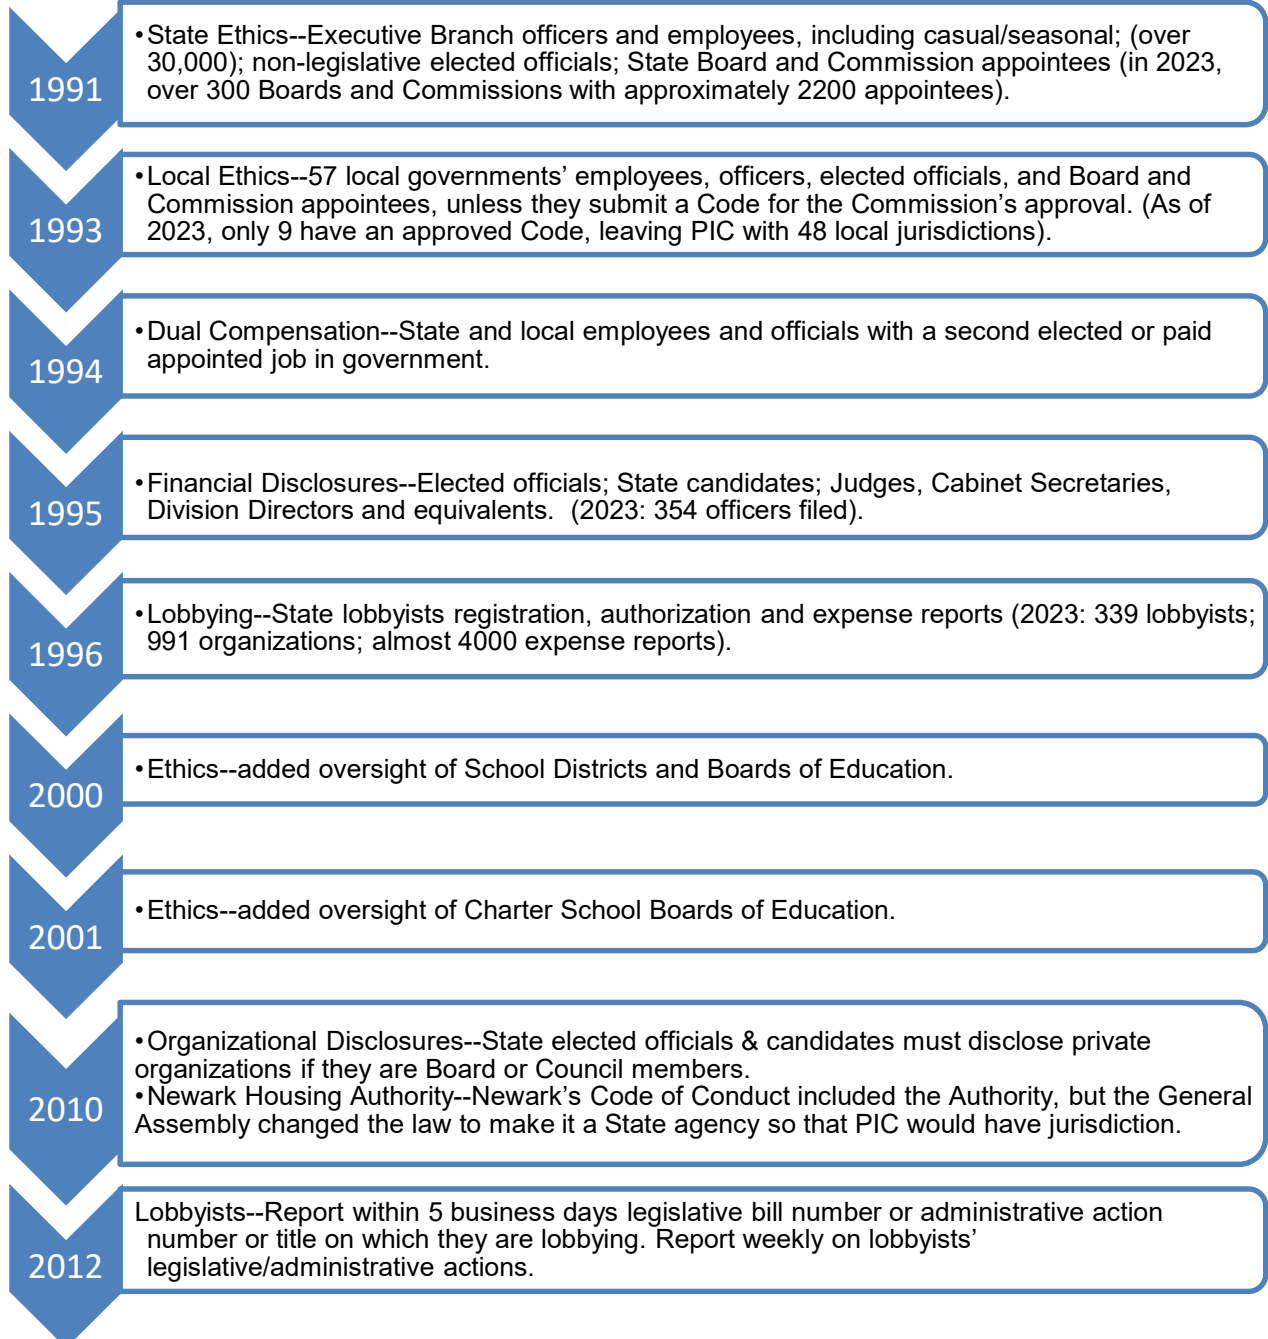 1991
•State Ethics--Executive Branch officers and employees, including casual/seasonal; (over
30,000); non-legislative elected officials; State Board and Commission appointees (in 2023,
over 300 Boards and Commissions with approximately 2200 appointees).
1993
•Local Ethics--57 local governments’ employees, officers, elected officials, and Board and
Commission appointees, unless they submit a Code for the Commission’s approval. (As of
2023, only 9 have an approved Code, leaving PIC with 48 local jurisdictions).
1994
•Dual Compensation--State and local employees and officials with a second elected or paid
appointed job in government.
1995
•Financial Disclosures--Elected officials; State candidates; Judges, Cabinet Secretaries,
Division Directors and equivalents.  (2023: 354 officers filed).
1996
•Lobbying--State lobbyists registration, authorization and expense reports (2023: 339 lobbyists;
991 organizations; almost 4000 expense reports).
2000
•Ethics--added oversight of School Districts and Boards of Education.
2001
•Ethics--added oversight of Charter School Boards of Education.
2010
•Organizational Disclosures--State elected officials & candidates must disclose private
organizations if they are Board or Council members.
•Newark Housing Authority--Newark’s Code of Conduct included the Authority, but the General
Assembly changed the law to make it a State agency so that PIC would have jurisdiction.
2012
Lobbyists--Report within 5 business days legislative bill number or administrative action
number or title on which they are lobbying. Report weekly on lobbyists’
legislative/administrative actions.